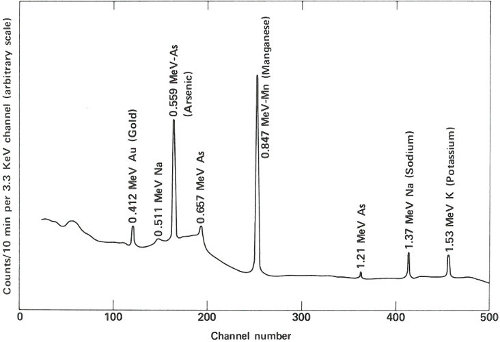 Counts/10 min per 3.3 KeV channel (arbitrary scale)
0.412 MeV Au (Gold)
0.511 MeV Na
0.559 MeV-As
(Arsenic)
0.657 MeV As
0.847 MeV-Mn (Manganese)
1.21 MeV As
1.37 MeV Na (Sodium)
1.53 MeV K (Potassium)
0 100 200 300 400 500
Channel number